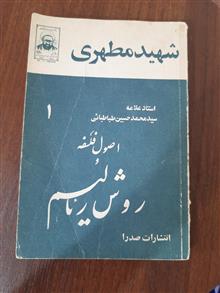 شهید مطهری
استاد علامه
سید محمد حسین طباطبائی
۱
اصول فلسفه
و
روش رئالیسم
انتشارات صدرا